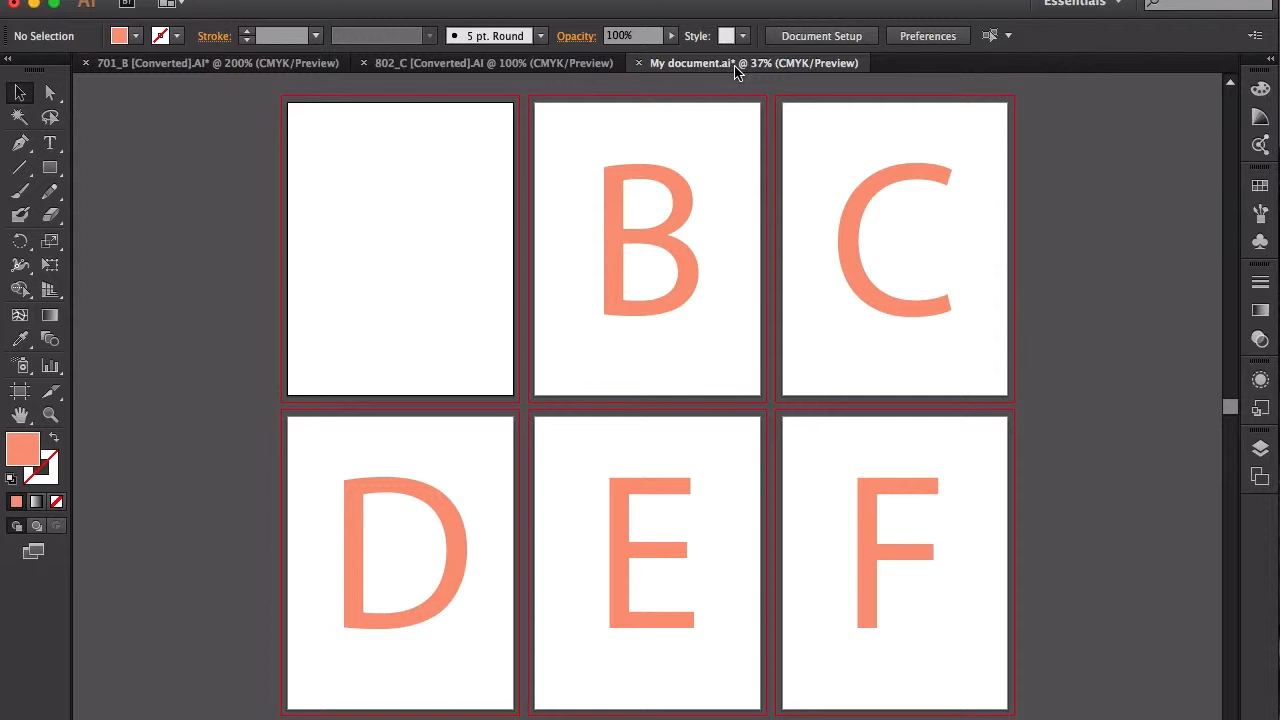 Ai Br Essentials
No Selection Stroke: 5 pt. Round Opacity: 100% Style: Document Setup Preferences
701_B [Converted].AI* @ 200% (CMYK/Preview) 802_C [Converted].AI @ 100% (CMYK/Preview) My document.ai* @ 37% (CMYK/Preview)
T
B C
D E F